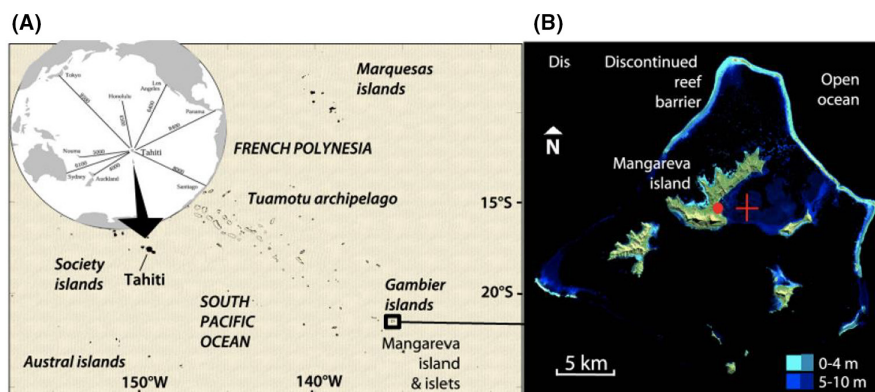 (A)
(B)
Tokyo
Honolulu
Los
Angeles
Panama
Tahiti
Noumea
Sydney
Auckland
Santiago
8000
Marquesas
islands
FRENCH POLYNESIA
Tuamotu archipelago
15°S
Society
islands
Tahiti
SOUTH
PACIFIC
OCEAN
Gambier
islands
20°S
Mangareva
island
& islets
Austral islands
150°W
140°W
Dis
Discontinued
reef
barrier
Open
ocean
N
Mangareva
island
5 km
0-4 m
5-10 m